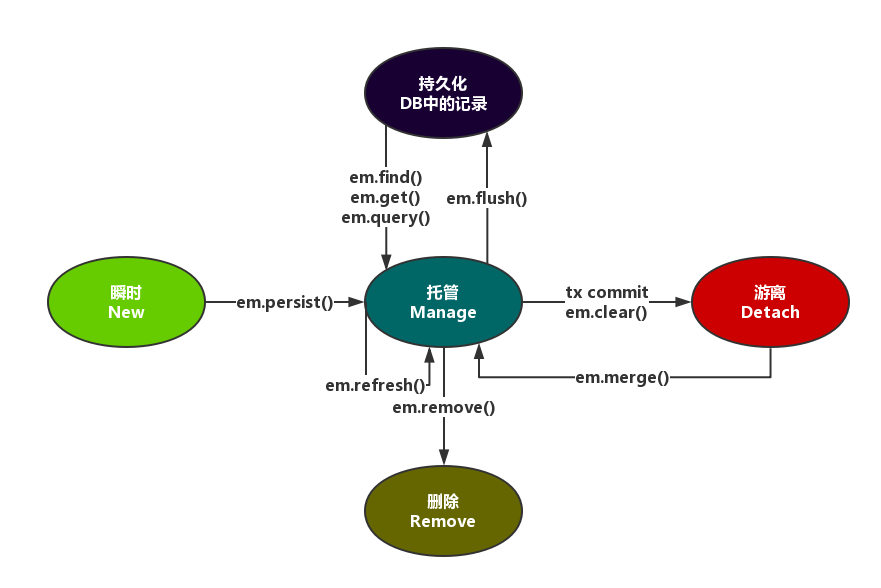 持久化
DB中的记录
em.find()
em.get()
em.query()
em.flush()
瞬时
New
em.persist()
托管
Manage
tx commit
em.clear()
游离
Detach
em.refresh()
em.merge()
em.remove()
删除
Remove